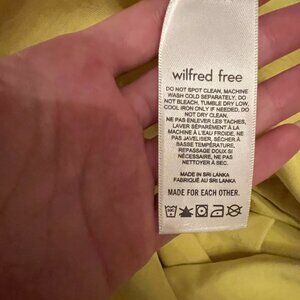 wilfred free
DO NOT SPOT CLEAN, MACHINE
WASH COLD SEPARATELY, DO
NOT BLEACH, TUMBLE DRY LOW,
COOL IRON ONLY IF NEEDED, DO
NOT DRY CLEAN.
NE PAS ENLEVER LES TACHES,
LAVER SÉPARÉMENT À LA
MACHINE À L'EAU FROIDE, NE
PAS JAVELLISER, SÉCHER À
BASSE TEMPÉRATURE,
REPASSAGE DOUX SI
NÉCESSAIRE, NE PAS
NETTOYER À SEC.
MADE IN SRI LANKA
FABRIQUÉ AU SRI LANKA
MADE FOR EACH OTHER.